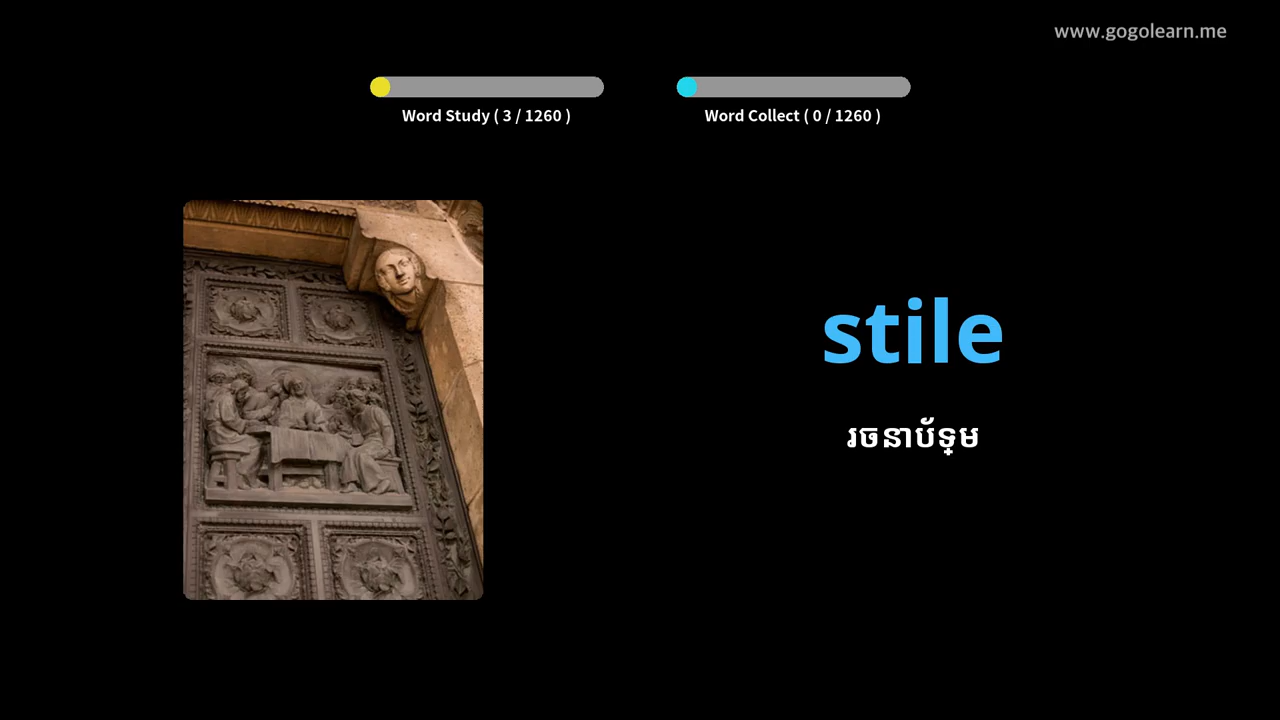 www.gogolearn.me
Word Study ( 3 / 1260 )
Word Collect ( 0 / 1260 )
stile
រចនាប័ទ្ម